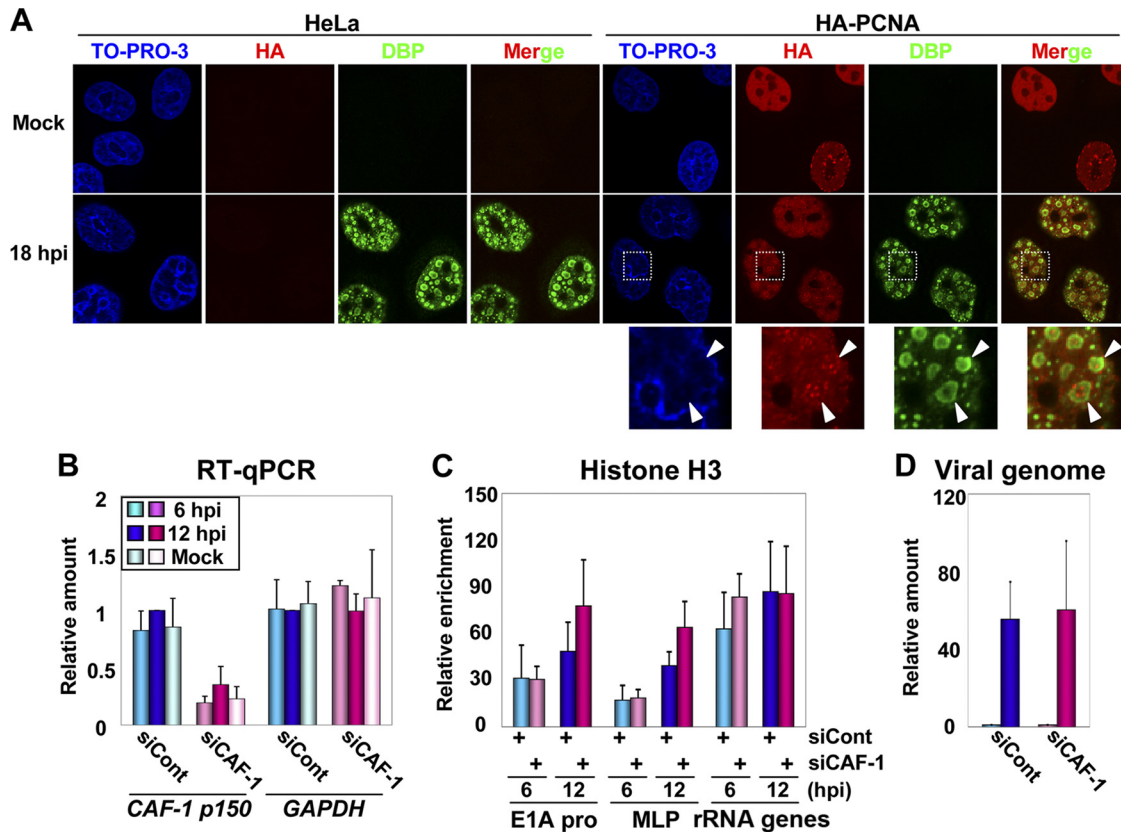 A
HeLa
HA-PCNA
TO-PRO-3 HA DBP Merge TO-PRO-3 HA DBP Merge
Mock
18 hpi
B
RT-qPCR
Relative amount
2
1.5
1
0.5
0
6 hpi
12 hpi
Mock
siCont
siCAF-1
siCont
siCAF-1
CAF-1 p150
GAPDH
C
Histone H3
Relative enrichment
150
120
90
60
30
0
+ + + + + + siCont
+ + + + + + siCAF-1
6 12 6 12 6 12 (hpi)
E1A pro MLP rRNA genes
D
Viral genome
120
80
40
0
siCont
siCAF-1